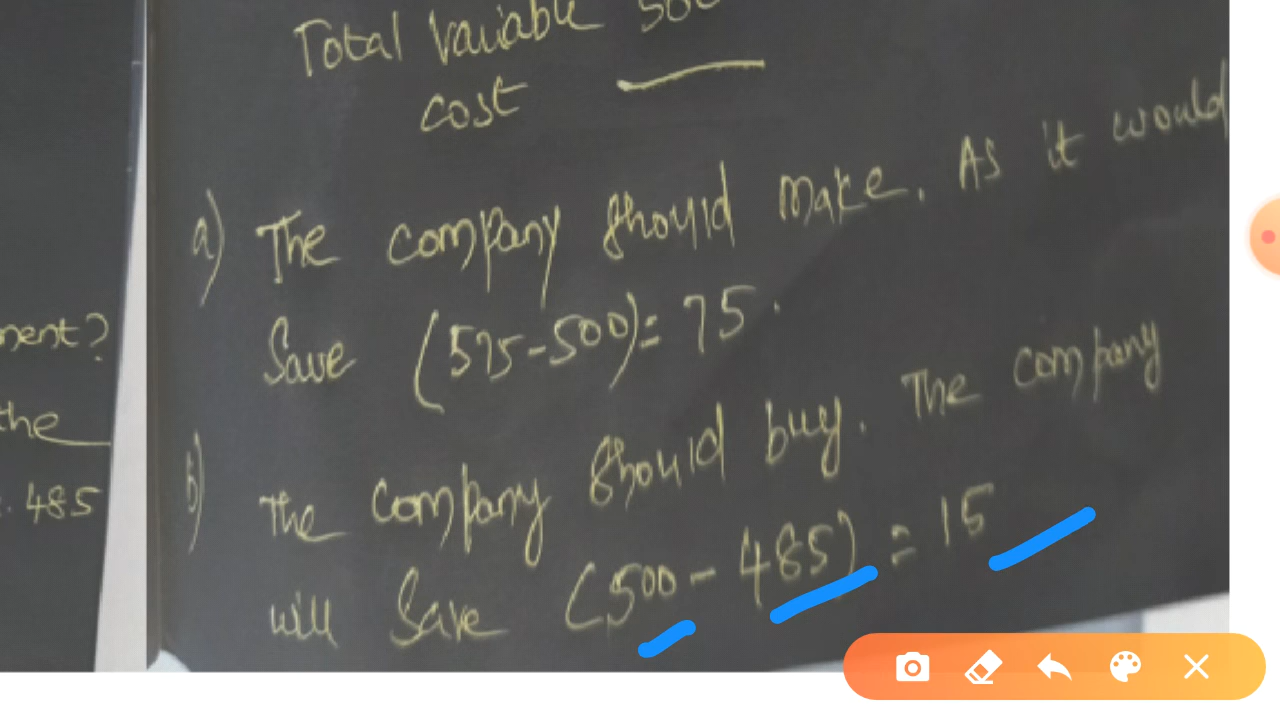 ment?
the
. 485
Total Variable 500
cost
a) The company should make. As it would
Save (575-500)= 75.
b) The company should buy. The company
will Save (500 - 485) = 15